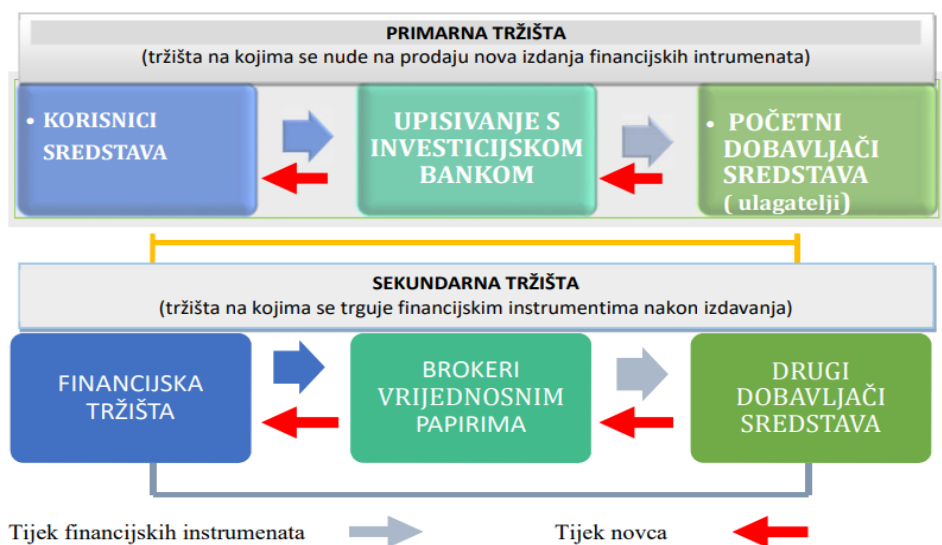 PRIMARNA TRŽIŠTA
(tržišta na kojima se nude na prodaju nova izdanja financijskih intrumenata)
• KORISNICI
SREDSTAVA
UPISIVANJE S
INVESTICIJSKOM
BANKOM
• POČETNI
DOBAVLJAČI
SREDSTAVA
( ulagatelji)
SEKUNDARNA TRŽIŠTA
(tržišta na kojima se trguje financijskim instrumentima nakon izdavanja)
FINANCIJSKA
TRŽIŠTA
BROKERI
VRIJEDNOSNIM
PAPIRIMA
DRUGI
DOBAVLJAČI
SREDSTAVA
Tijek financijskih instrumenata
Tijek novca